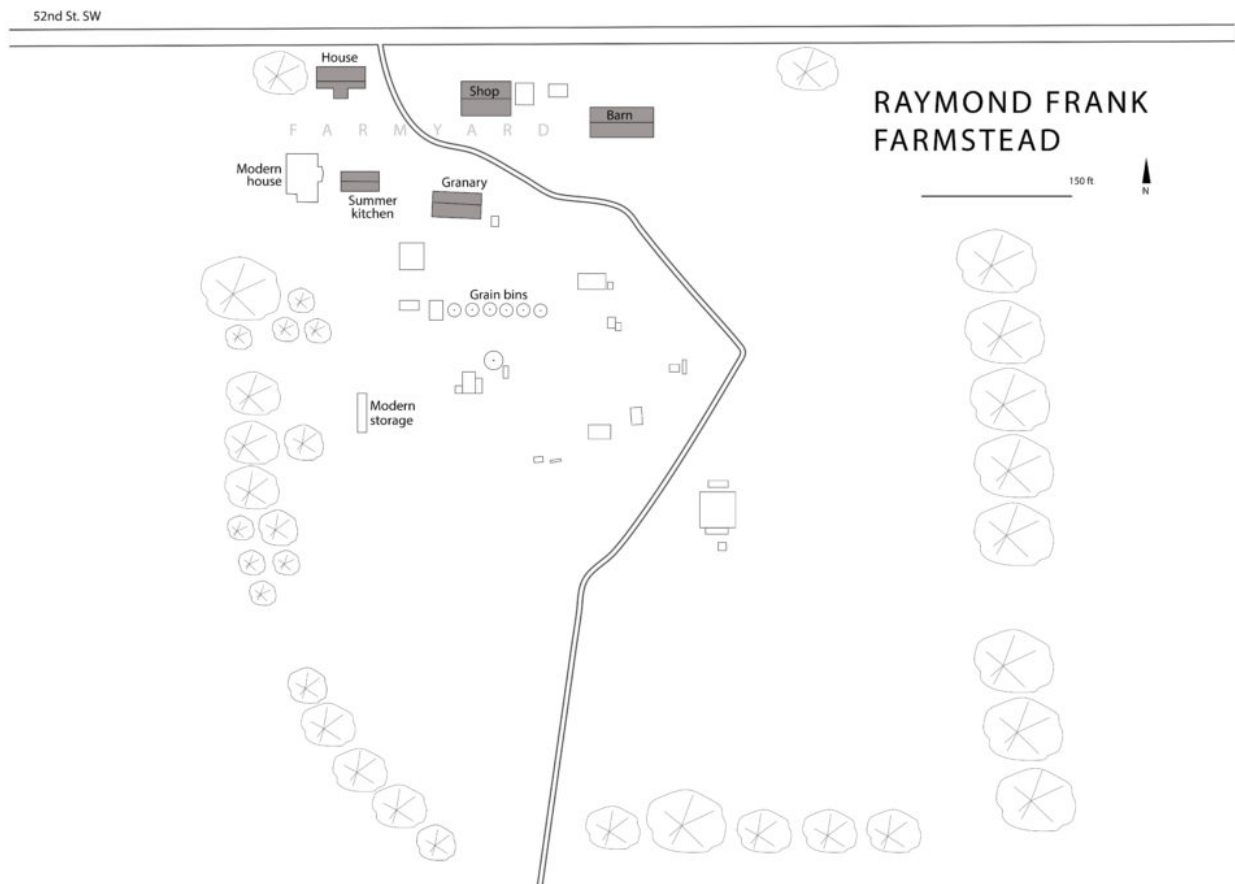 52nd St. SW
House
Shop
Barn
RAYMOND FRANK
FARMSTEAD
F A R M Y A R D
150 ft
N
Modern
house
Summer
kitchen
Granary
Grain bins
Modern
storage